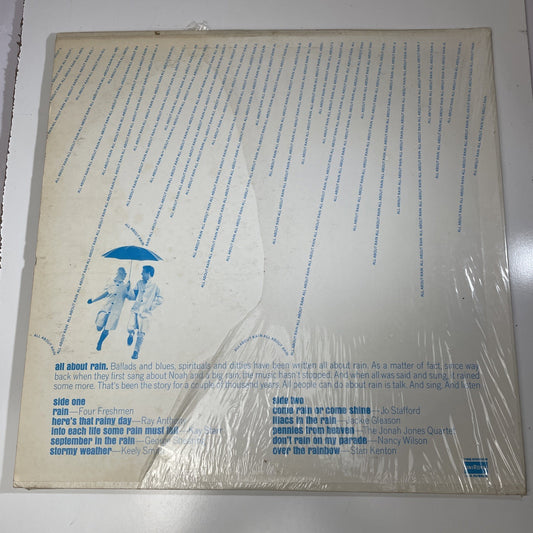 ALL ABOUT RAIN ALL ABOUT RAIN ALL ABOUT RAIN
all about rain. Ballads and blues, spirituals and ditties have been written all about rain. As a matter of fact, since way
back when they first sang about Noah and a big rain, the music hasn't stopped. And when all was said and sung, it rained
some more. That's been the story for a couple of thousand years. All people can do about rain is talk. And sing. And listen.
side one
rain—Four Freshmen
here's that rainy day—Ray Anthony
into each life some rain must fall—Kay Starr
september in the rain—George Shearing
stormy weather—Keely Smith
side two
come rain or come shine—Jo Stafford
lilacs in the rain—Jackie Gleason
pennies from heaven—The Jonah Jones Quartet
don't rain on my parade—Nancy Wilson
over the rainbow—Stan Kenton